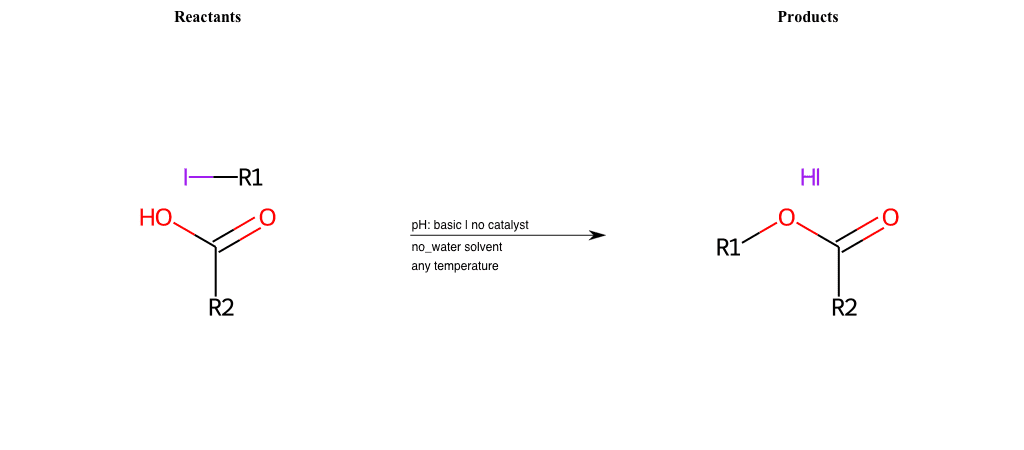 Reactants
Products
I R1
HI
HO O
O O
pH: basic | no catalyst
no_water solvent
any temperature
R1
R2
R2